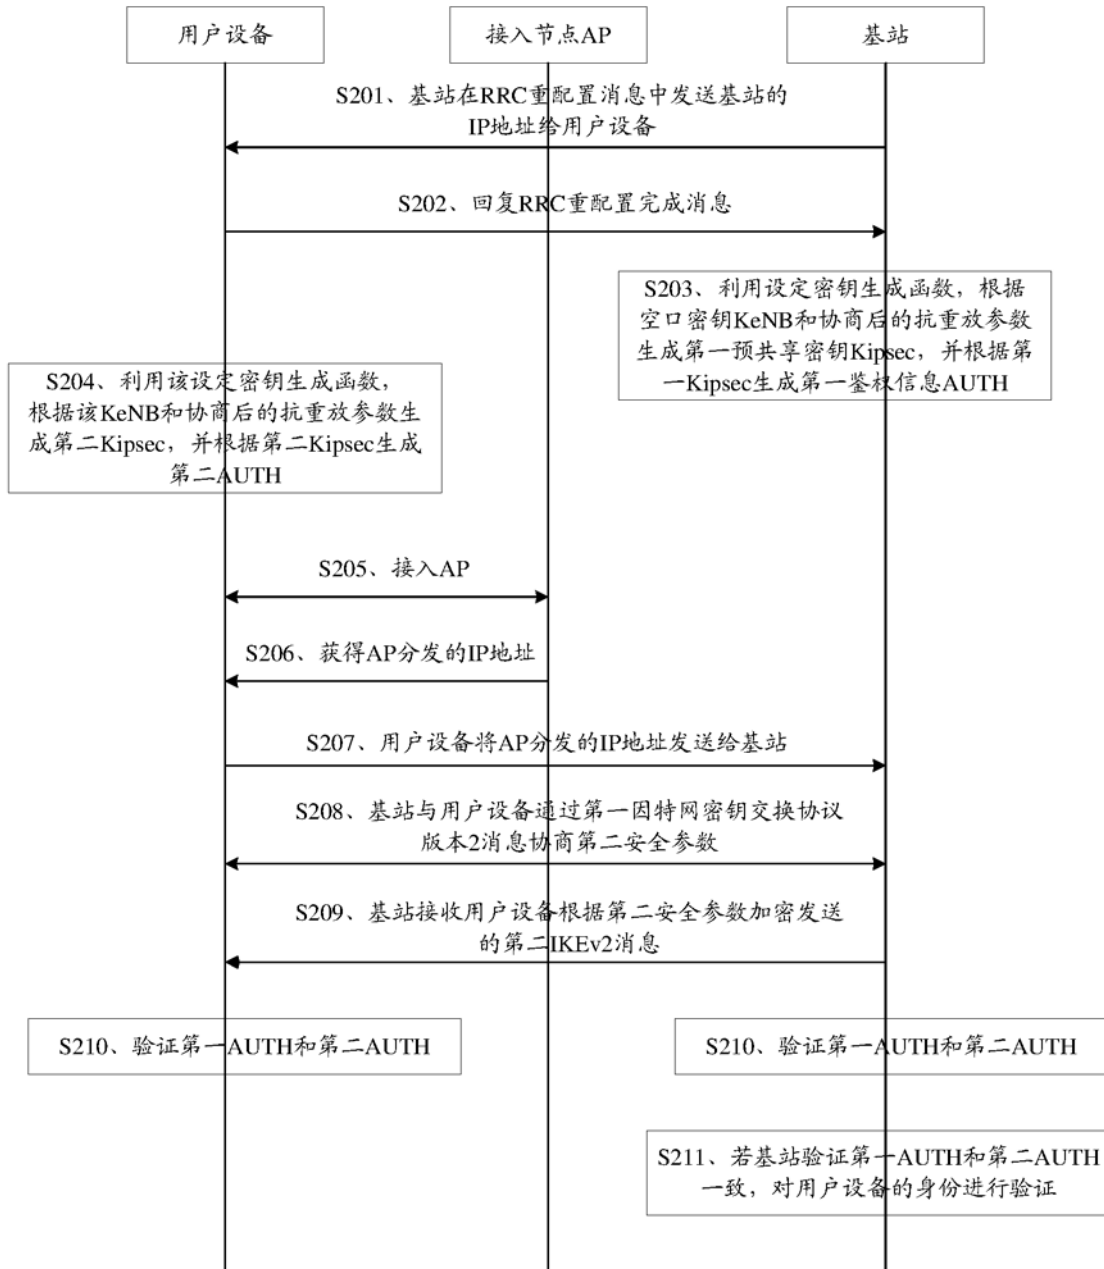 用户设备
接入节点AP
基站
S201、基站在RRC重配置消息中发送基站的
IP地址给用户设备
S202、回复RRC重配置完成消息
S203、利用设定密钥生成函数，根据
空口密钥KeNB和协商后的抗重放参数
生成第一预共享密钥Kipsec，并根据第
一Kipsec生成第一鉴权信息AUTH
S204、利用该设定密钥生成函数，
根据该KeNB和协商后的抗重放参数生
成第二Kipsec，并根据第二Kipsec生成
第二AUTH
S205、接入AP
S206、获得AP分发的IP地址
S207、用户设备将AP分发的IP地址发送给基站
S208、基站与用户设备通过第一因特网密钥交换协议
版本2消息协商第二安全参数
S209、基站接收用户设备根据第二安全参数加密发送
的第二IKEv2消息
S210、验证第一AUTH和第二AUTH
S210、验证第一AUTH和第二AUTH
S211、若基站验证第一AUTH和第二AUTH
一致，对用户设备的身份进行验证